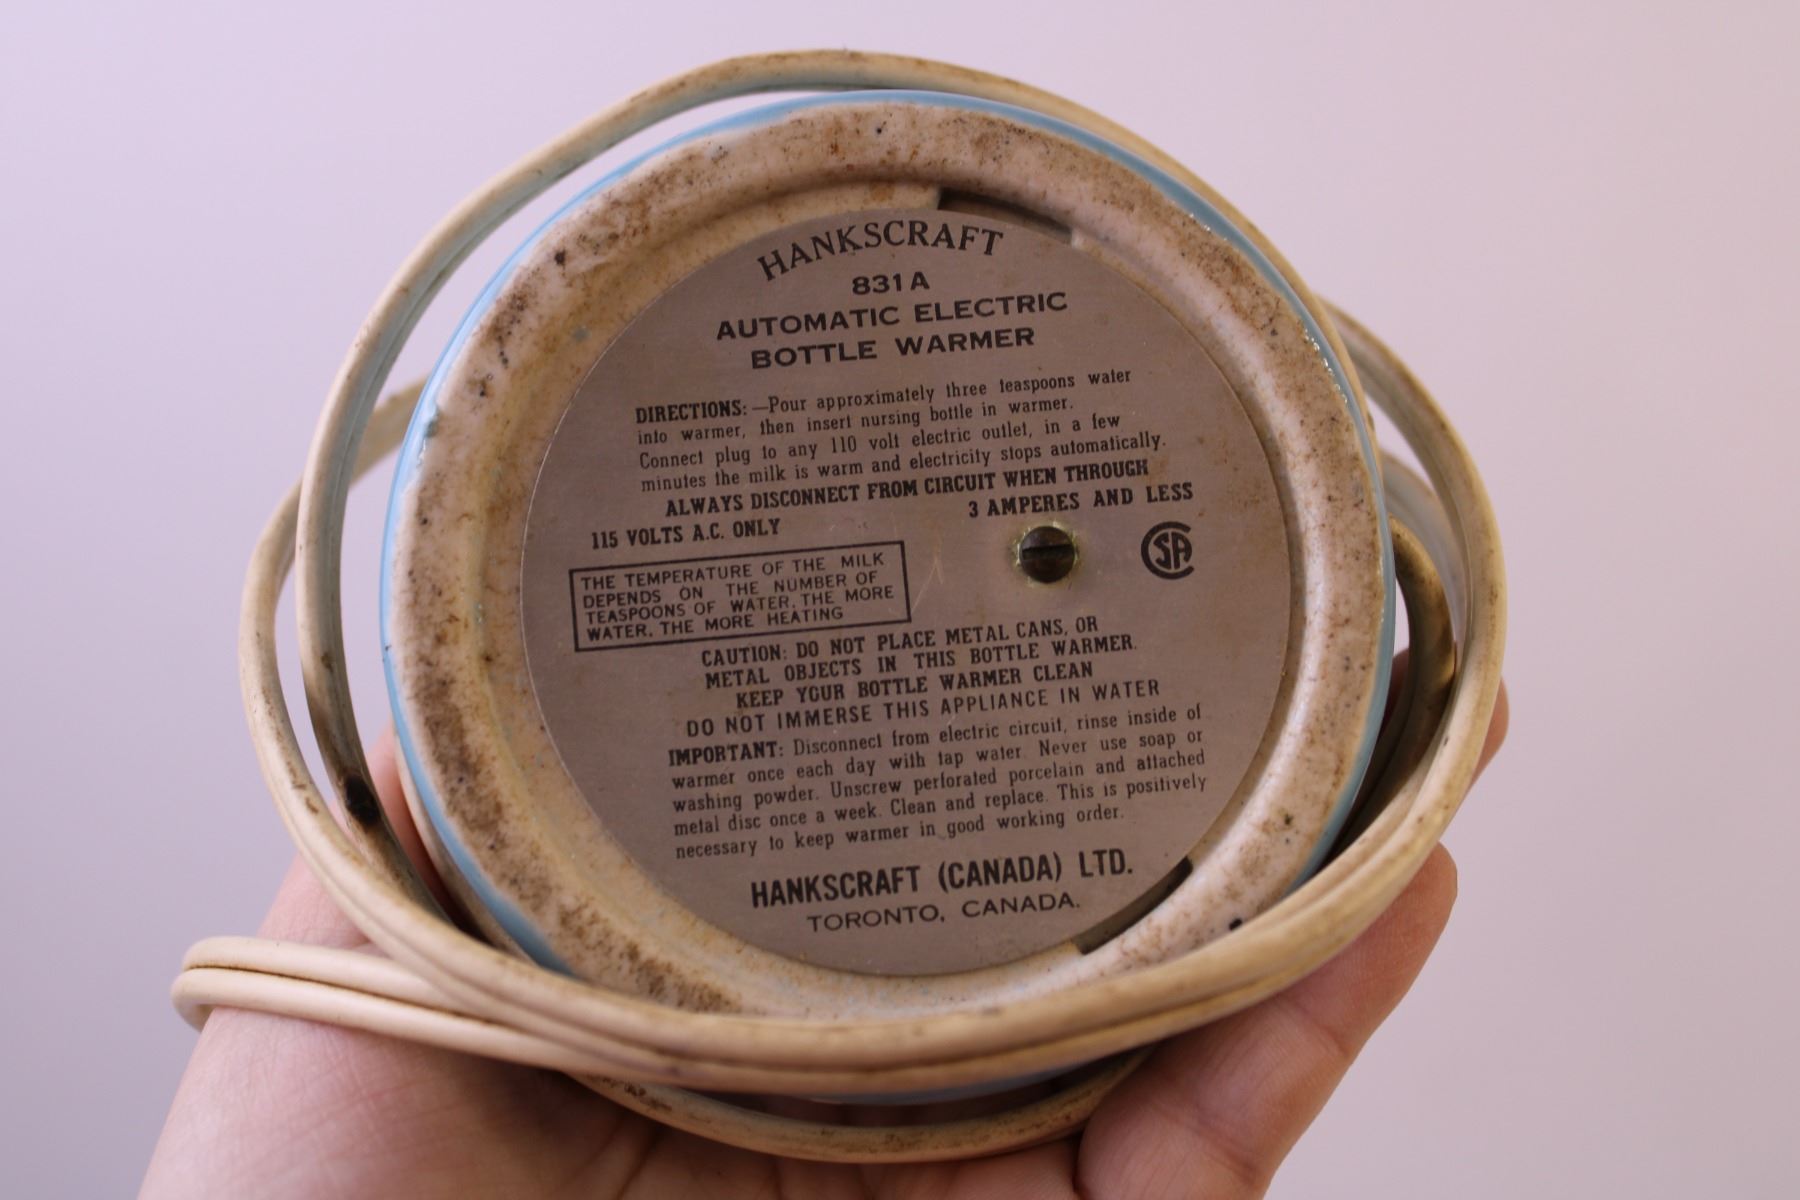 HANKSCRAFT
831A
AUTOMATIC ELECTRIC
BOTTLE WARMER
DIRECTIONS:—Pour approximately three teaspoons water
into warmer, then insert nursing bottle in warmer.
Connect plug to any 110 volt electric outlet, in a few
minutes the milk is warm and electricity stops automatically.
ALWAYS DISCONNECT FROM CIRCUIT WHEN THROUGH
115 VOLTS A.C. ONLY 3 AMPERES AND LESS
THE TEMPERATURE OF THE MILK
DEPENDS ON THE NUMBER OF
TEASPOONS OF WATER, THE MORE
WATER, THE MORE HEATING
CSA
CAUTION: DO NOT PLACE METAL CANS, OR
METAL OBJECTS IN THIS BOTTLE WARMER.
KEEP YOUR BOTTLE WARMER CLEAN
DO NOT IMMERSE THIS APPLIANCE IN WATER
IMPORTANT: Disconnect from electric circuit, rinse inside of
warmer once each day with tap water. Never use soap or
washing powder. Unscrew perforated porcelain and attached
metal disc once a week. Clean and replace. This is positively
necessary to keep warmer in good working order.
HANKSCRAFT (CANADA) LTD.
TORONTO, CANADA.